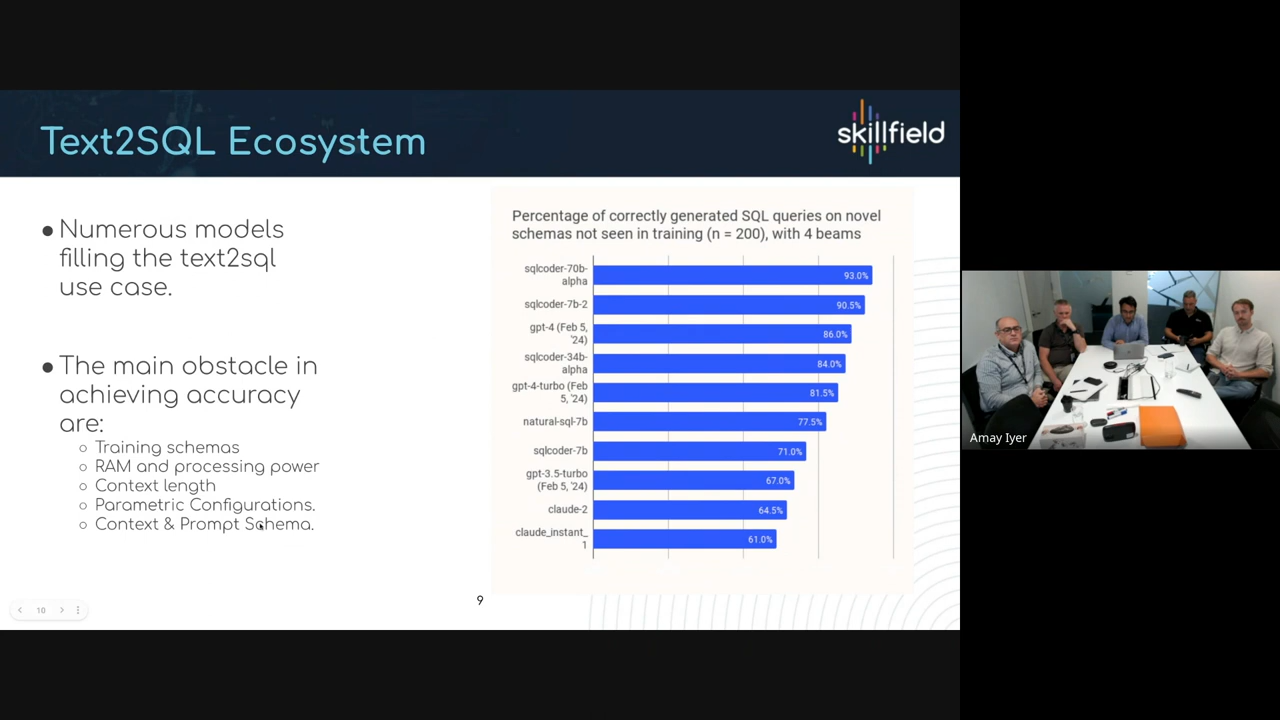 Text2SQL Ecosystem
skillfield
● Numerous models
filling the text2sql
use case.
● The main obstacle in
achieving accuracy
are:
○ Training schemas
○ RAM and processing power
○ Context length
○ Parametric Configurations.
○ Context & Prompt Schema.
Percentage of correctly generated SQL queries on novel
schemas not seen in training (n = 200), with 4 beams
sqlcoder-70b-
alpha
93.0%
sqlcoder-7b-2
90.5%
gpt-4 (Feb 5,
'24)
86.0%
sqlcoder-34b-
alpha
84.0%
gpt-4-turbo (Feb
5, '24)
81.5%
natural-sql-7b
77.5%
sqlcoder-7b
71.0%
gpt-3.5-turbo
(Feb 5, '24)
67.0%
claude-2
64.5%
claude_instant_
1
61.0%
9
10
Amay Iyer